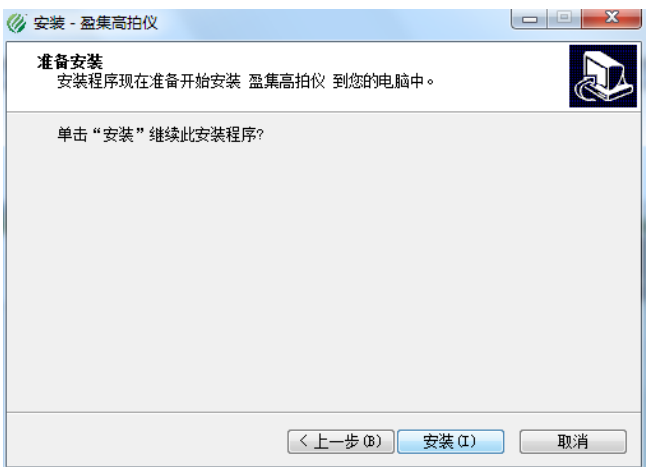 安装 - 盈集高拍仪
准备安装
安装程序现在准备开始安装 盈集高拍仪 到您的电脑中。
单击“安装”继续此安装程序?
< 上一步(B) 安装(I) 取消